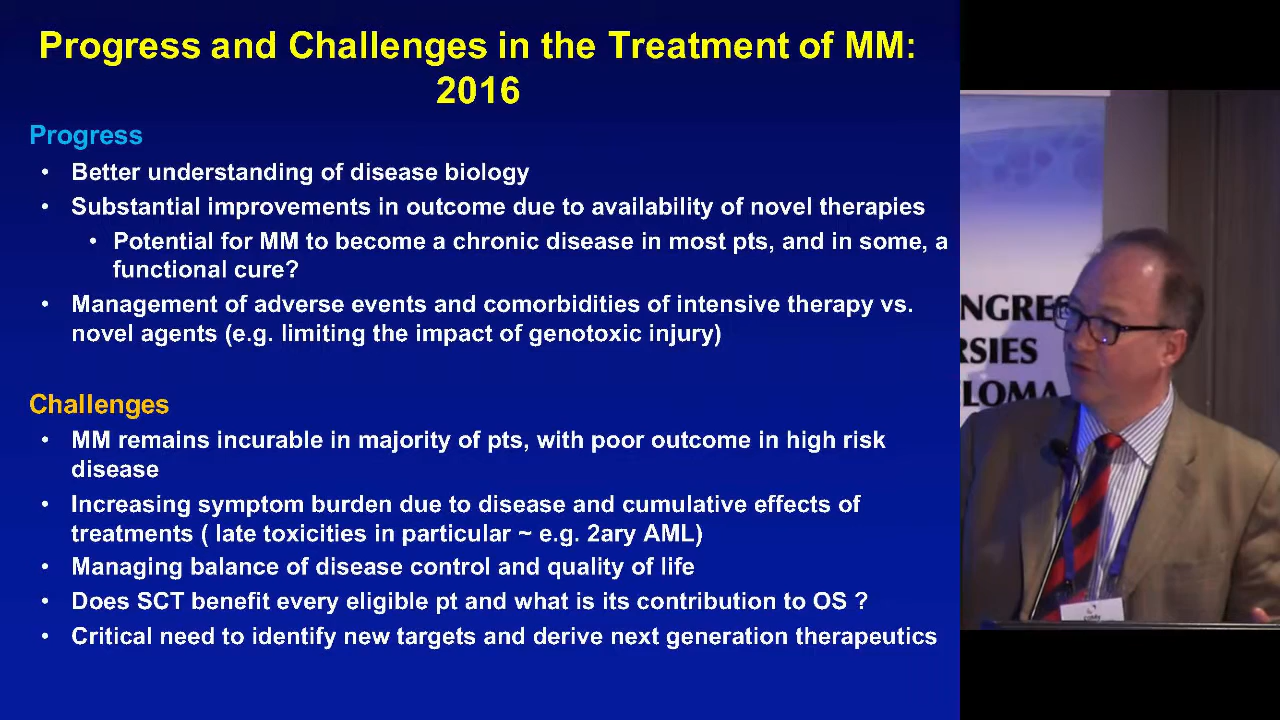 Progress and Challenges in the Treatment of MM:
2016
Progress
• Better understanding of disease biology
• Substantial improvements in outcome due to availability of novel therapies
• Potential for MM to become a chronic disease in most pts, and in some, a
functional cure?
• Management of adverse events and comorbidities of intensive therapy vs.
novel agents (e.g. limiting the impact of genotoxic injury)
Challenges
• MM remains incurable in majority of pts, with poor outcome in high risk
disease
• Increasing symptom burden due to disease and cumulative effects of
treatments ( late toxicities in particular ~ e.g. 2ary AML)
• Managing balance of disease control and quality of life
• Does SCT benefit every eligible pt and what is its contribution to OS ?
• Critical need to identify new targets and derive next generation therapeutics
NGRE
RSIES
LOMA